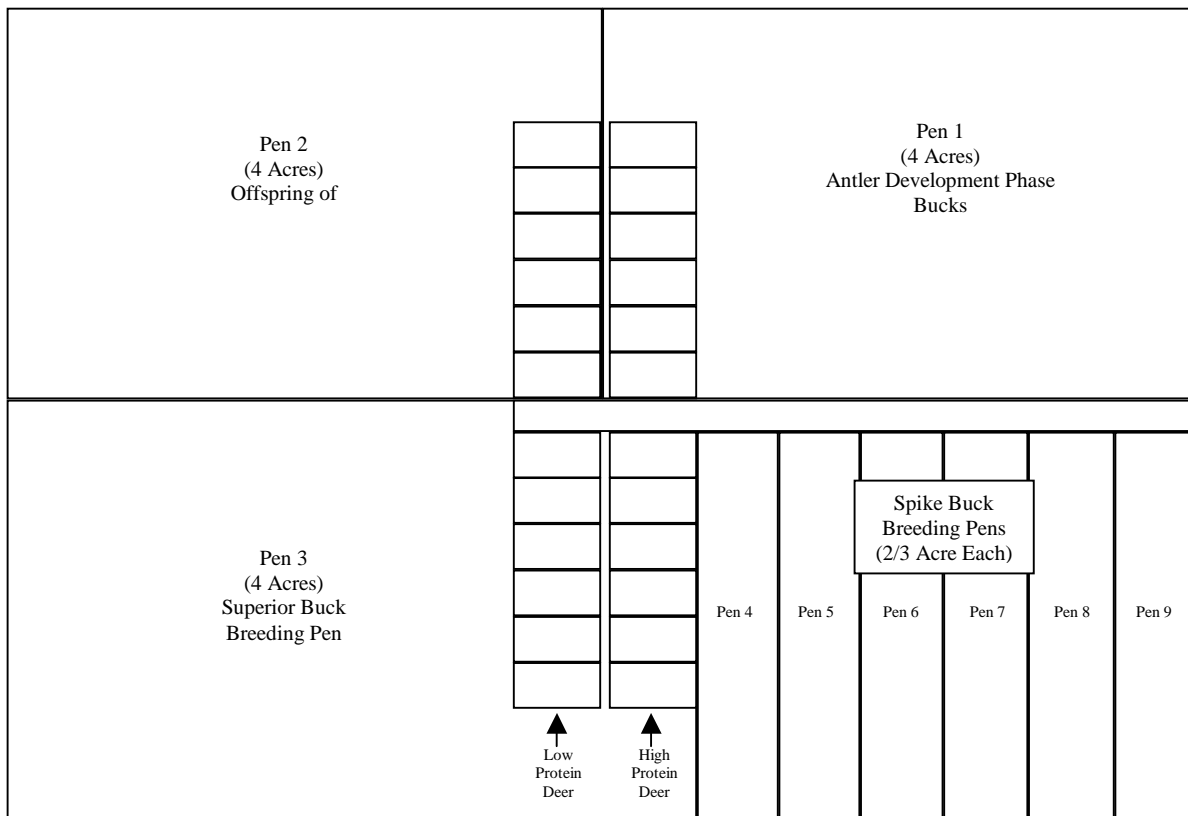 Pen 2
(4 Acres)
Offspring of
Pen 1
(4 Acres)
Antler Development Phase
Bucks
Pen 3
(4 Acres)
Superior Buck
Breeding Pen
Spike Buck
Breeding Pens
(2/3 Acre Each)
Pen 4
Pen 5
Pen 6
Pen 7
Pen 8
Pen 9
Low
Protein
Deer
High
Protein
Deer